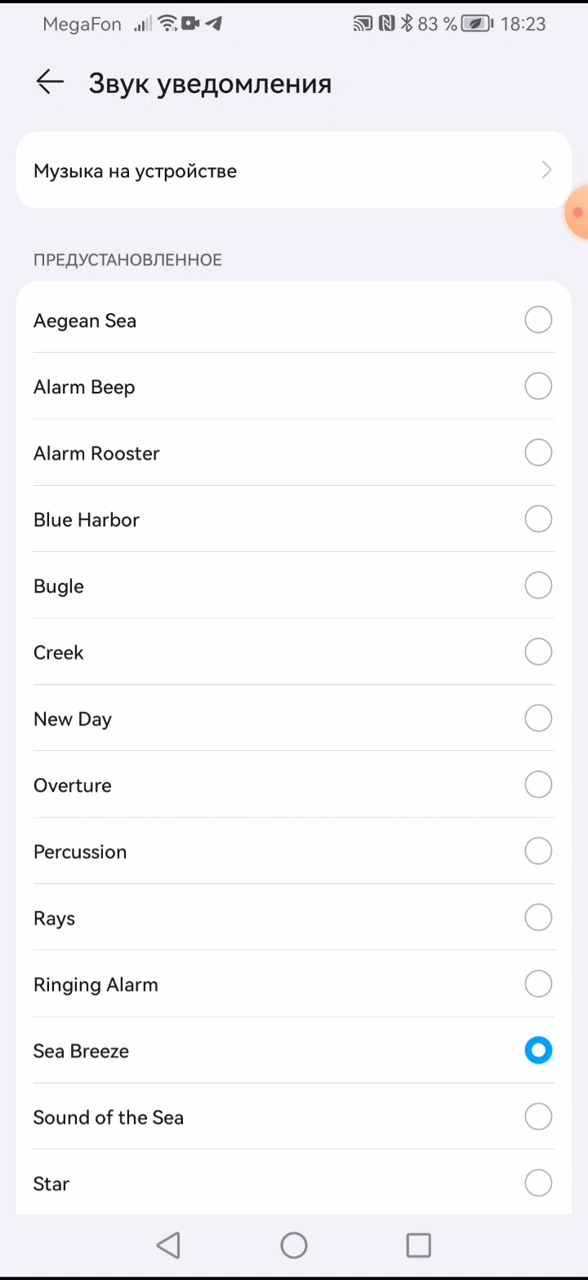 MegaFon 83 % 18:23
Звук уведомления
Музыка на устройстве
ПРЕДУСТАНОВЛЕННОЕ
Aegean Sea
Alarm Beep
Alarm Rooster
Blue Harbor
Bugle
Creek
New Day
Overture
Percussion
Rays
Ringing Alarm
Sea Breeze
Sound of the Sea
Star